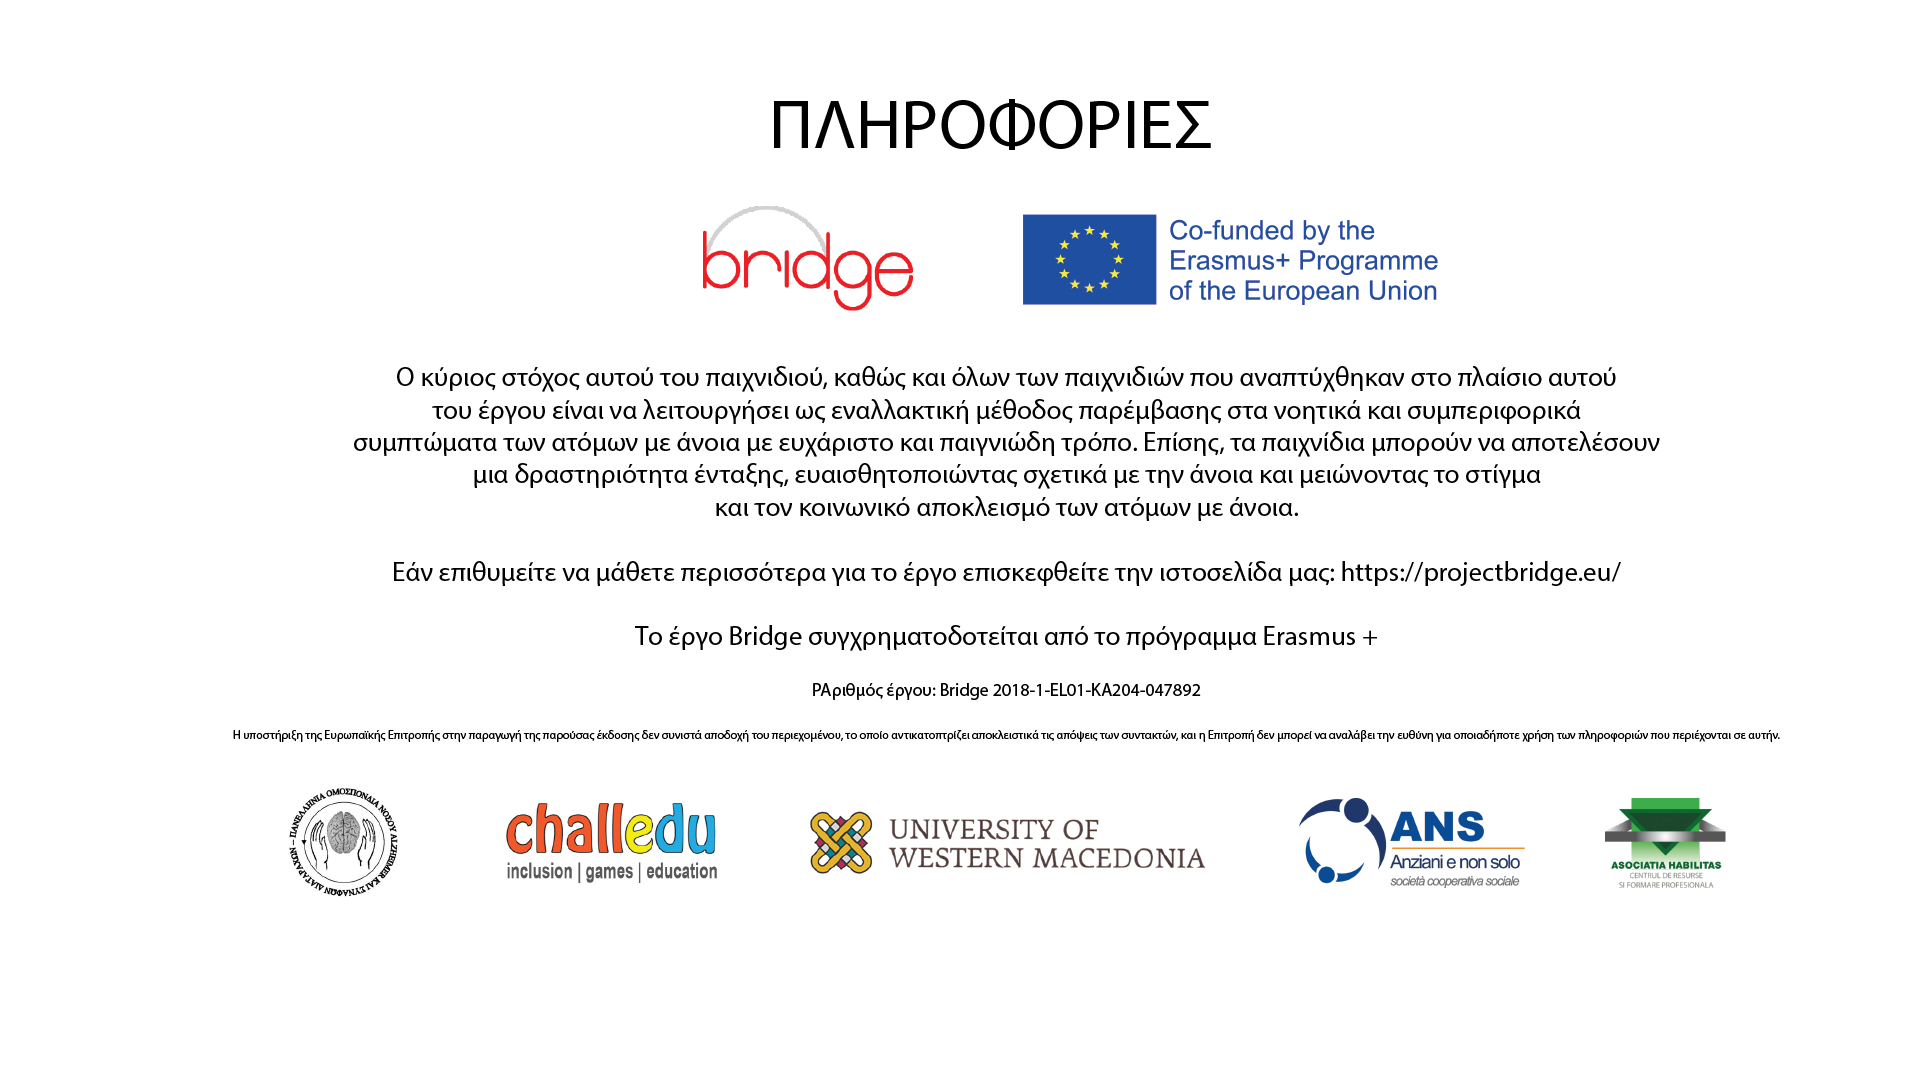 ΠΛΗΡΟΦΟΡΙΕΣ
bridge
Co-funded by the
Erasmus+ Programme
of the European Union
Ο κύριος στόχος αυτού του παιχνιδιού, καθώς και όλων των παιχνιδιών που αναπτύχθηκαν στο πλαίσιο αυτού
του έργου είναι να λειτουργήσει ως εναλλακτική μέθοδος παρέμβασης στα νοητικά και συμπεριφορικά
συμπτώματα των ατόμων με άνοια με ευχάριστο και παιγνιώδη τρόπο. Επίσης, τα παιχνίδια μπορούν να αποτελέσουν
μια δραστηριότητα ένταξης, ευαισθητοποιώντας σχετικά με την άνοια και μειώνοντας το στίγμα
και τον κοινωνικό αποκλεισμό των ατόμων με άνοια.
Εάν επιθυμείτε να μάθετε περισσότερα για το έργο επισκεφθείτε την ιστοσελίδα μας: https://projectbridge.eu/
Το έργο Bridge συγχρηματοδοτείται από το πρόγραμμα Erasmus +
PΑριθμός έργου: Bridge 2018-1-EL01-KA204-047892
Η υποστήριξη της Ευρωπαϊκής Επιτροπής στην παραγωγή της παρούσας έκδοσης δεν συνιστά αποδοχή του περιεχομένου, το οποίο αντικατοπτρίζει αποκλειστικά τις απόψεις των συντακτών, και η Επιτροπή δεν μπορεί να αναλάβει την ευθύνη για οποιαδήποτε χρήση των πληροφοριών που περιέχονται σε αυτήν.
ΠΑΝΕΛΛΗΝΙΑ ΟΜΟΣΠΟΝΔΙΑ ΝΟΣΟΥ ALZHEIMER ΚΑΙ ΣΥΝΑΦΩΝ ΔΙΑΤΑΡΑΧΩΝ –
challedu
inclusion | games | education
UNIVERSITY OF
WESTERN MACEDONIA
ANS
Anziani e non solo
società cooperativa sociale
ASOCIATIA HABILITAS
CENTRUL DE RESURSE
SI FORMARE PROFESIONALA